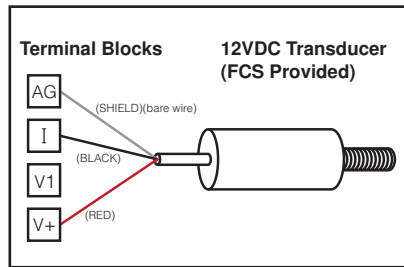 Terminal Blocks
12VDC Transducer
(FCS Provided)
AG
(SHIELD)(bare wire)
I
(BLACK)
V1
V+
(RED)